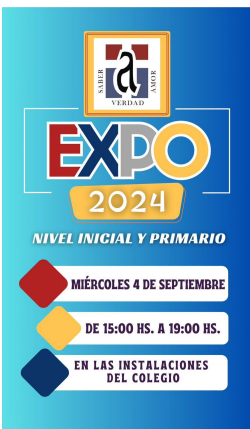 SABER
a
AMOR
VERDAD
EXPO
2024
NIVEL INICIAL Y PRIMARIO
MIÉRCOLES 4 DE SEPTIEMBRE
DE 15:00 HS. A 19:00 HS.
EN LAS INSTALACIONES
DEL COLEGIO